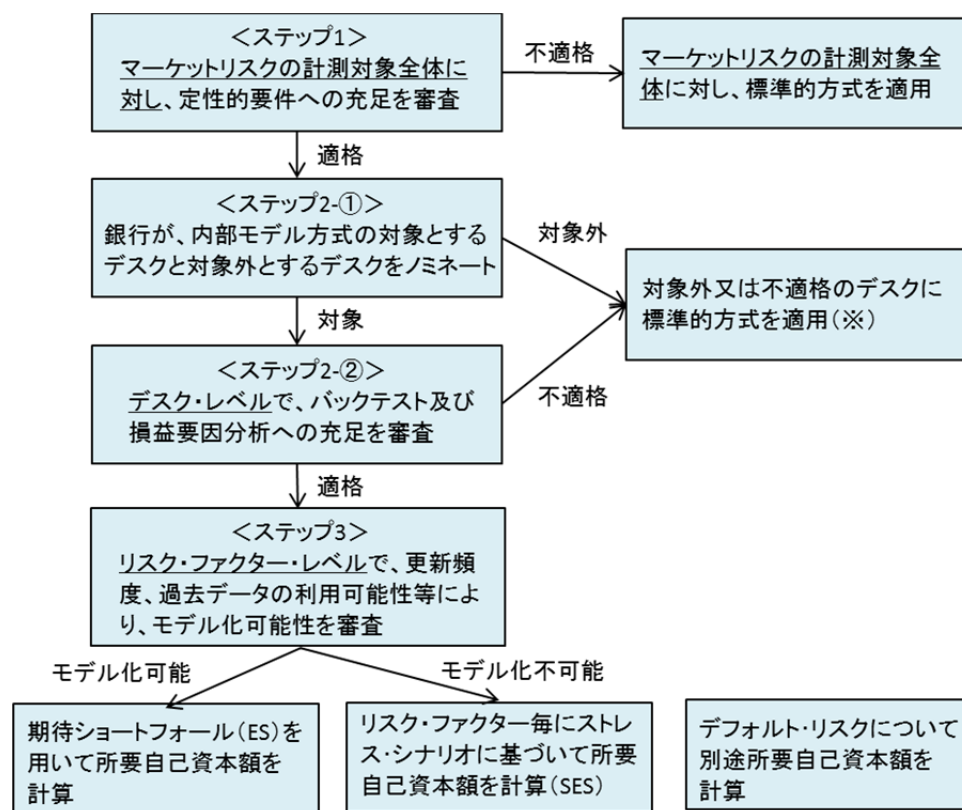 <ステップ1>
マーケットリスクの計測対象全体に
対し、定性的要件への充足を審査
不適格
マーケットリスクの計測対象全
体に対し、標準的方式を適用
適格
<ステップ2-①>
銀行が、内部モデル方式の対象とする
デスクと対象外とするデスクをノミネート
対象外
対象外又は不適格のデスクに
標準的方式を適用(※)
対象
<ステップ2-②>
デスク・レベルで、バックテスト及び
損益要因分析への充足を審査
不適格
適格
<ステップ3>
リスク・ファクター・レベルで、更新頻
度、過去データの利用可能性等によ
り、モデル化可能性を審査
モデル化可能
モデル化不可能
期待ショートフォール(ES)を
用いて所要自己資本額を
計算
リスク・ファクター毎にストレ
ス・シナリオに基づいて所要
自己資本額を計算(SES)
デフォルト・リスクについて
別途所要自己資本額を
計算